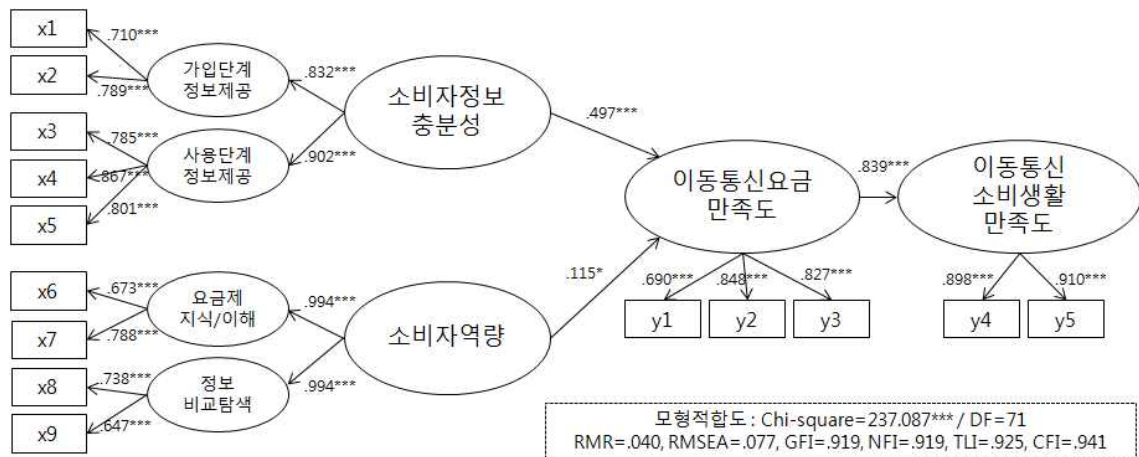 x1
x2
x3
x4
x5
.710***
.789***
.785***
.867***
.801***
가입단계
정보제공
사용단계
정보제공
.832***
.902***
소비자정보
충분성
.497***
x6
x7
x8
x9
.673***
.788***
.738***
.647***
요금제
지식/이해
정보
비교탐색
.994***
.994***
소비자역량
.115*
이동통신요금
만족도
.690***
.848***
.827***
y1
y2
y3
.839***
이동통신
소비생활
만족도
.898***
.910***
y4
y5
모형적합도 : Chi-square=237.087*** / DF=71
RMR=.040, RMSEA=.077, GFI=.919, NFI=.919, TLI=.925, CFI=.941